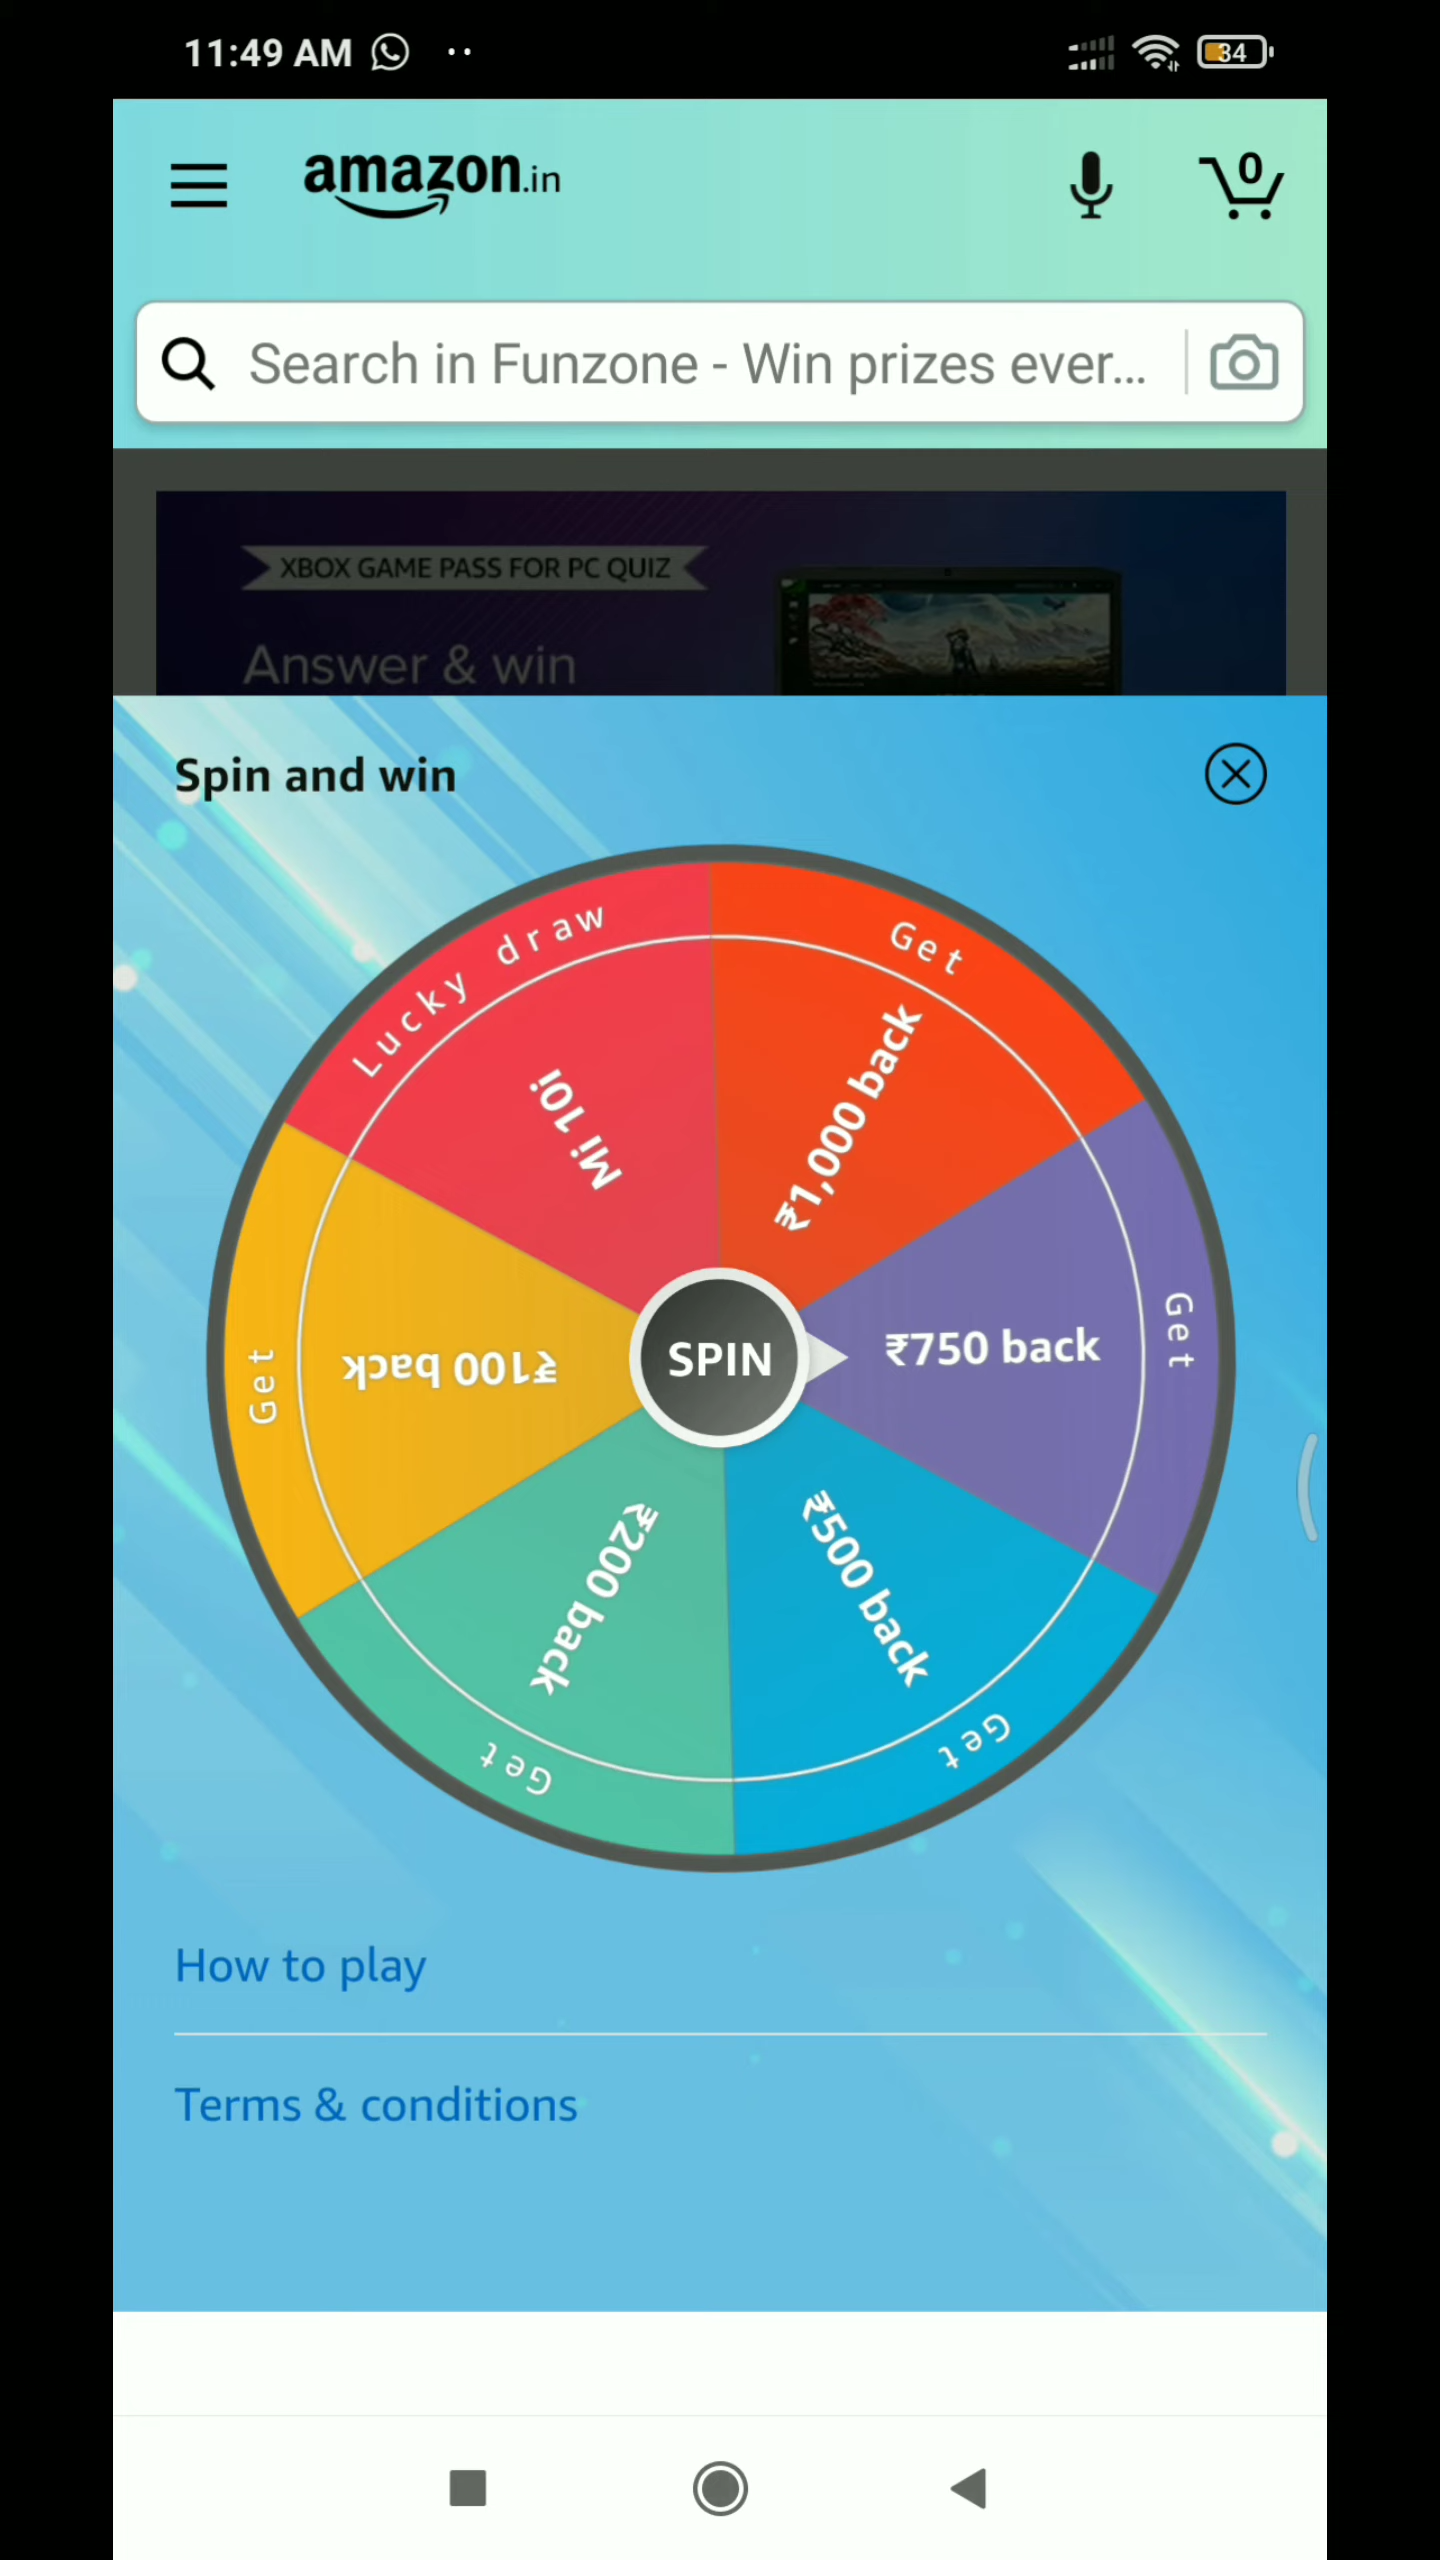 11:49 AM
34
amazon.in
0
Search in Funzone - Win prizes ever...
XBOX GAME PASS FOR PC QUIZ
Answer & win
Spin and win
Lucky draw
Mi 10i
Get
₹1,000 back
Get
₹750 back
Get
₹500 back
Get
₹200 back
Get
₹100 back
SPIN
How to play
Terms & conditions